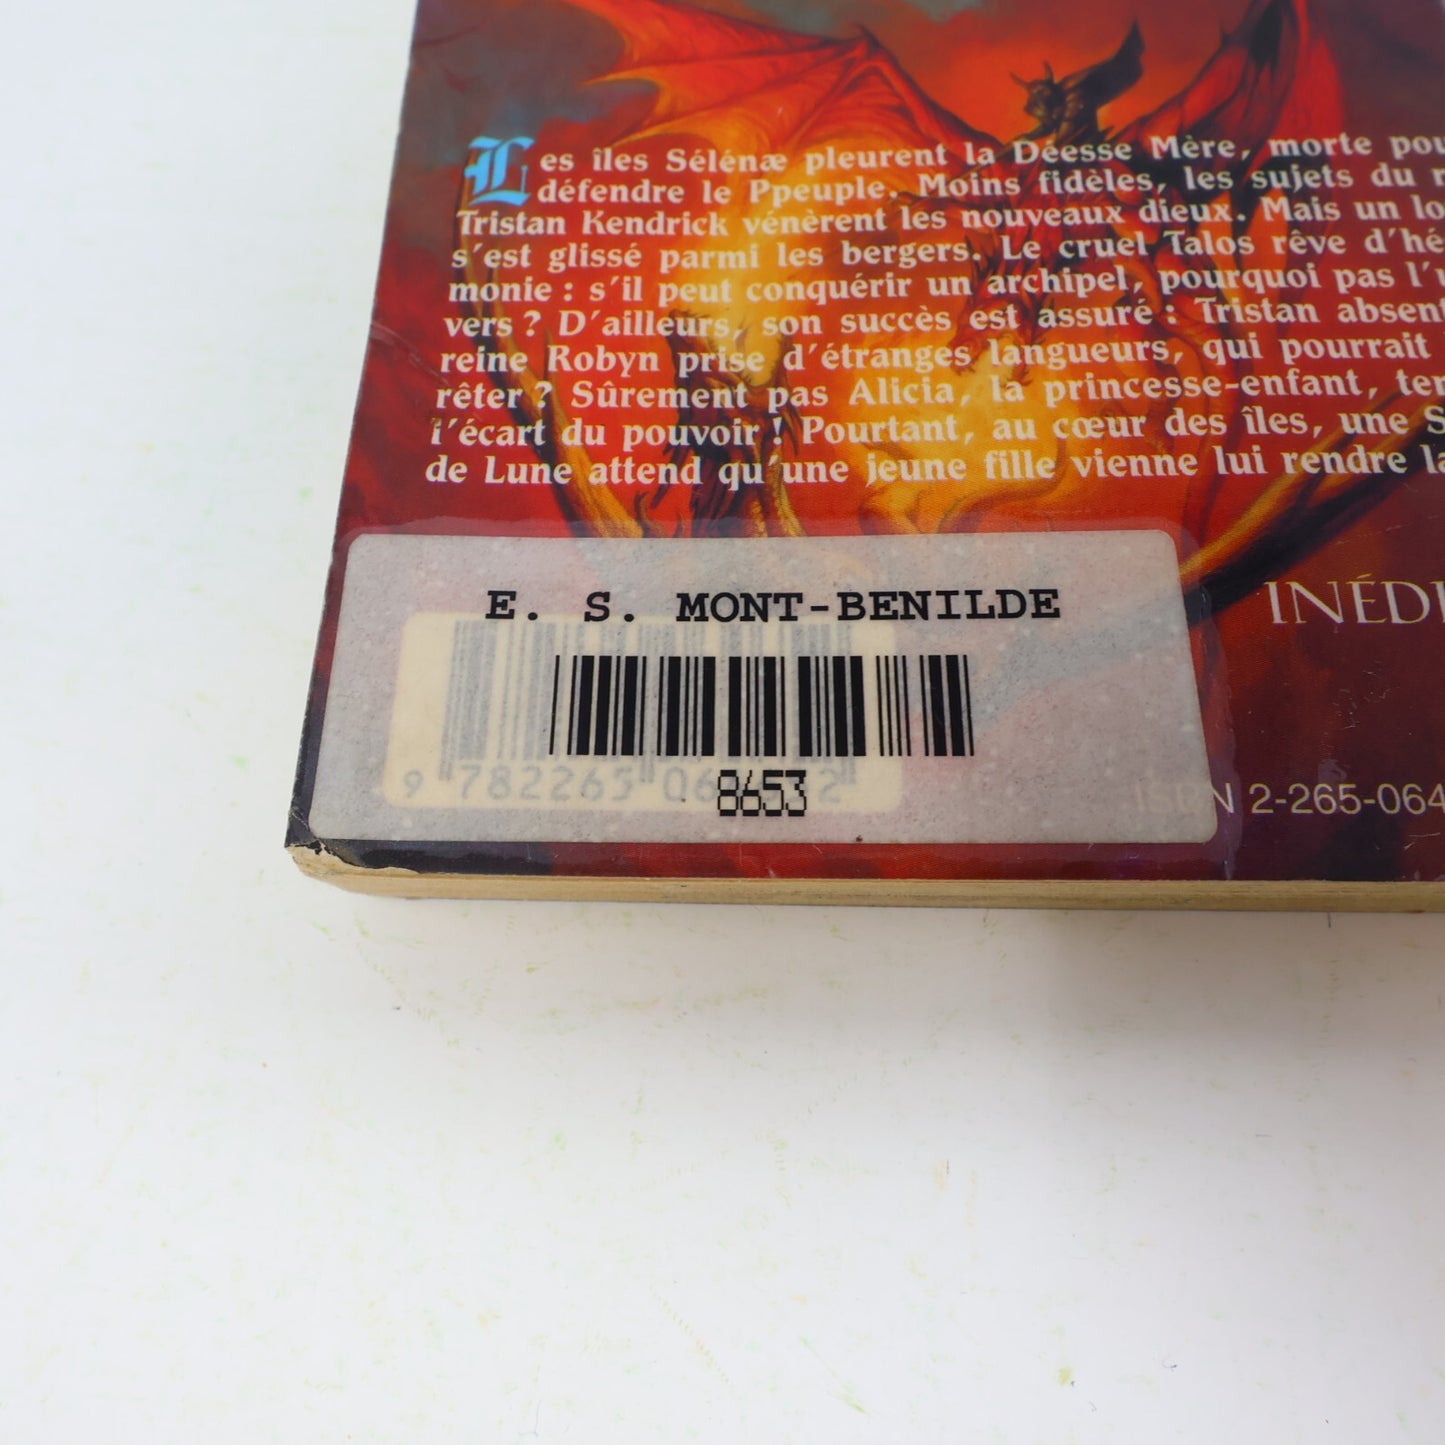 Les îles Sélénæ pleurent la Déesse Mère, morte pou
défendre le Ppeuple. Moins fidèles, les sujets du r
Tristan Kendrick vénèrent les nouveaux dieux. Mais un lo
s'est glissé parmi les bergers. Le cruel Talos rêve d'hé
monie : s'il peut conquérir un archipel, pourquoi pas l'u
vers ? D'ailleurs, son succès est assuré : Tristan absent
reine Robyn prise d'étranges langueurs, qui pourrait
rêter ? Sûrement pas Alicia, la princesse-enfant, ten
l'écart du pouvoir ! Pourtant, au cœur des îles, une S
de Lune attend qu'une jeune fille vienne lui rendre la
INÉDI
E. S. MONT-BENILDE
8653
ISBN 2-265-064